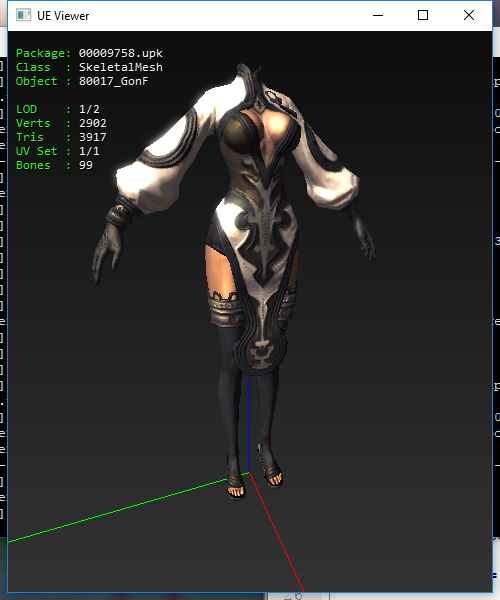 UE Viewer
Package: 00009758.upk
Class  : SkeletalMesh
Object : 80017_GonF
LOD    : 1/2
Verts  : 2902
Tris   : 3917
UV Set : 1/1
Bones  : 99